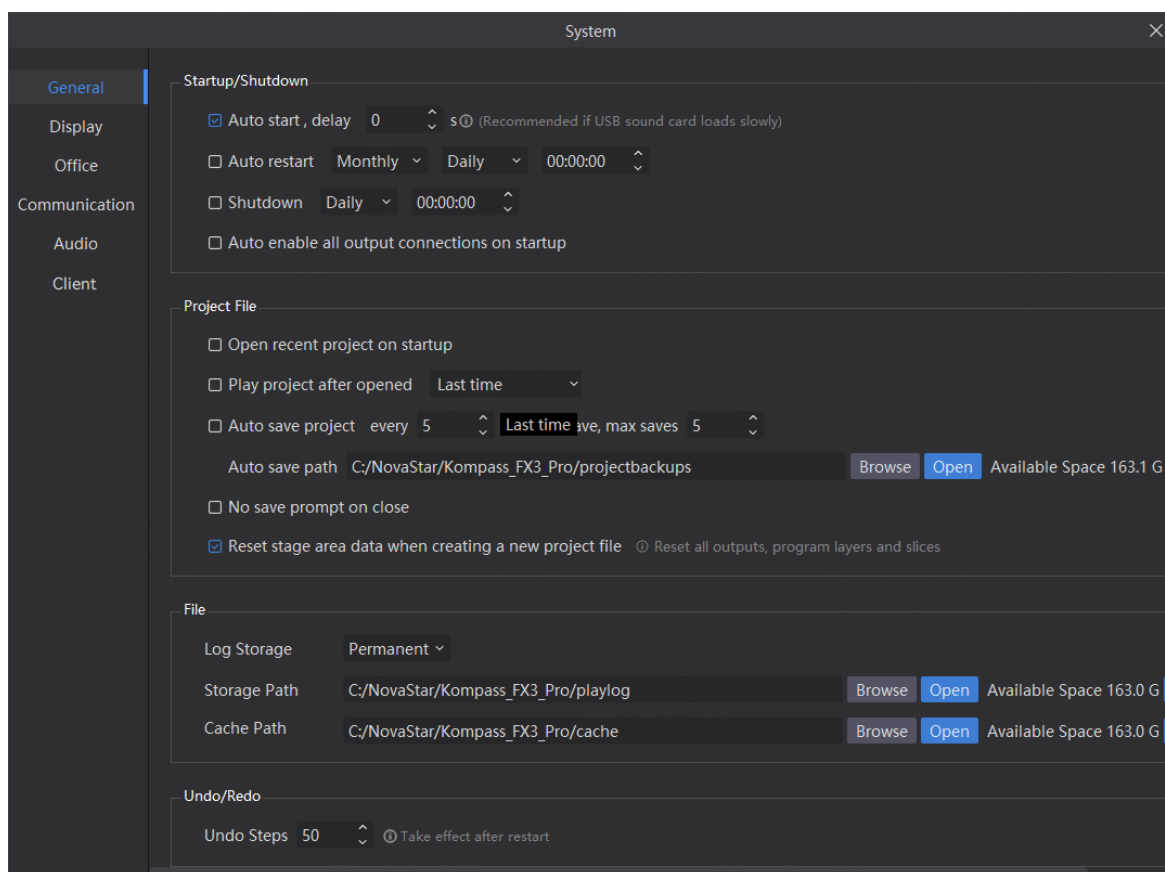 System
General
Display
Office
Communication
Audio
Client
Startup/Shutdown
Auto start , delay 0 s (Recommended if USB sound card loads slowly)
Auto restart Monthly Daily 00:00:00
Shutdown Daily 00:00:00
Auto enable all output connections on startup
Project File
Open recent project on startup
Play project after opened Last time
Auto save project every 5 Last time ave, max saves 5
Auto save path C:/NovaStar/Kompass_FX3_Pro/projectbackups Browse Open Available Space 163.1 G
No save prompt on close
Reset stage area data when creating a new project file Reset all outputs, program layers and slices
File
Log Storage Permanent
Storage Path C:/NovaStar/Kompass_FX3_Pro/playlog Browse Open Available Space 163.0 G
Cache Path C:/NovaStar/Kompass_FX3_Pro/cache Browse Open Available Space 163.0 G
Undo/Redo
Undo Steps 50 Take effect after restart